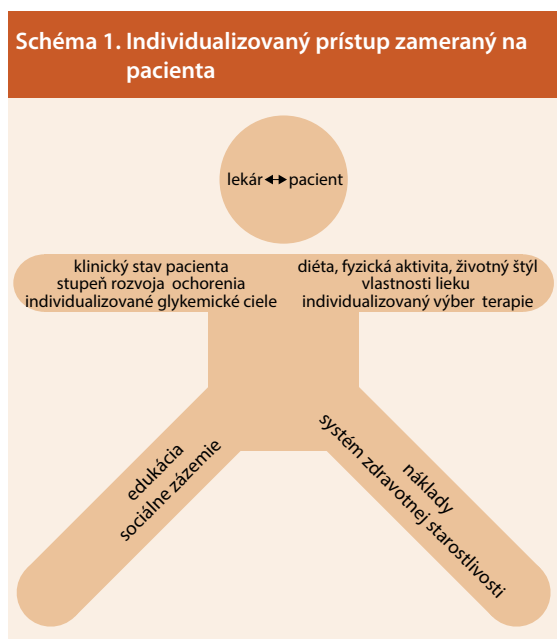 Schéma 1. Individualizovaný prístup zameraný na
pacienta
lekár ↔ pacient
klinický stav pacienta
stupeň rozvoja ochorenia
individualizované glykemické ciele
diéta, fyzická aktivita, životný štýl
vlastnosti lieku
individualizovaný výber terapie
edukácia
sociálne zázemie
náklady
systém zdravotnej starostlivosti